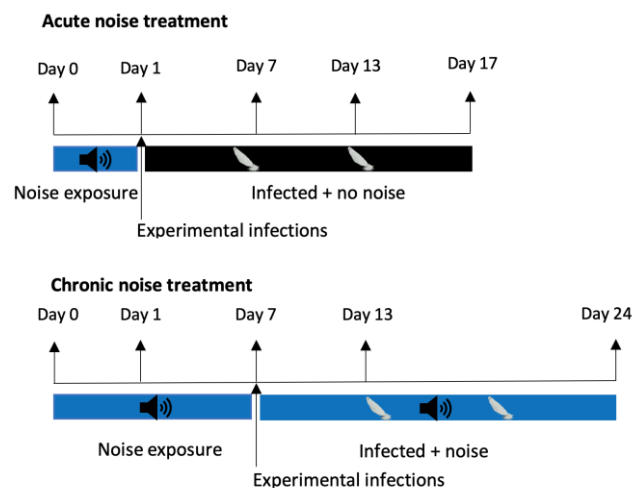 Acute noise treatment
Day 0 Day 1 Day 7 Day 13 Day 17
Noise exposure Infected + no noise
Experimental infections
Chronic noise treatment
Day 0 Day 1 Day 7 Day 13 Day 24
Noise exposure Infected + noise
Experimental infections